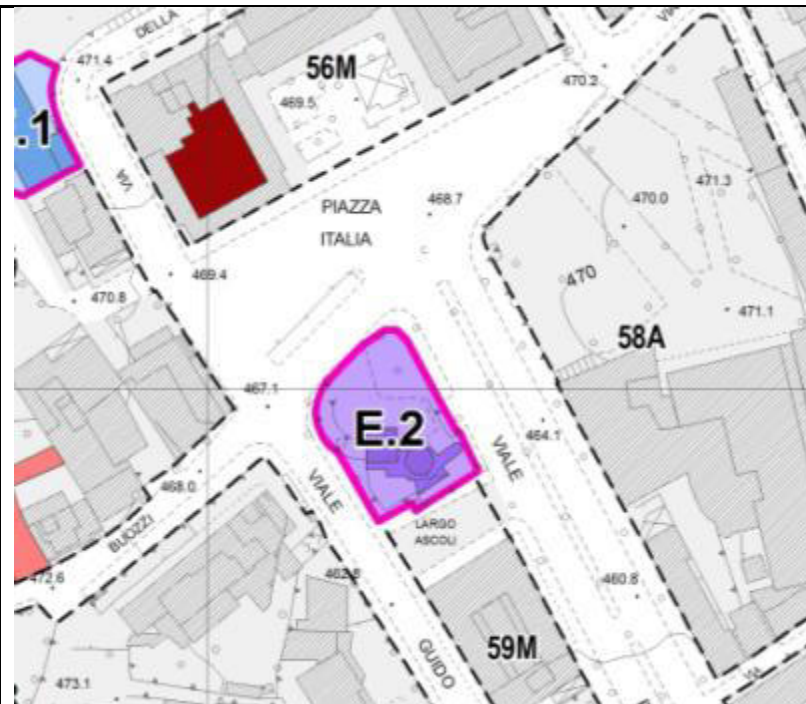 DELLA
VIA
471.4
56M
470.2
469.5
.1
VIA
471.3
PIAZZA
468.7
470.0
ITALIA
469.4
470
470.8
471.1
58A
467.1
E.2
464.1
VIALE
VIALE
468.0
LARGO
ASCOLI
BUOZZI
472.6
460.8
59M
GUIDO
VIA
473.1